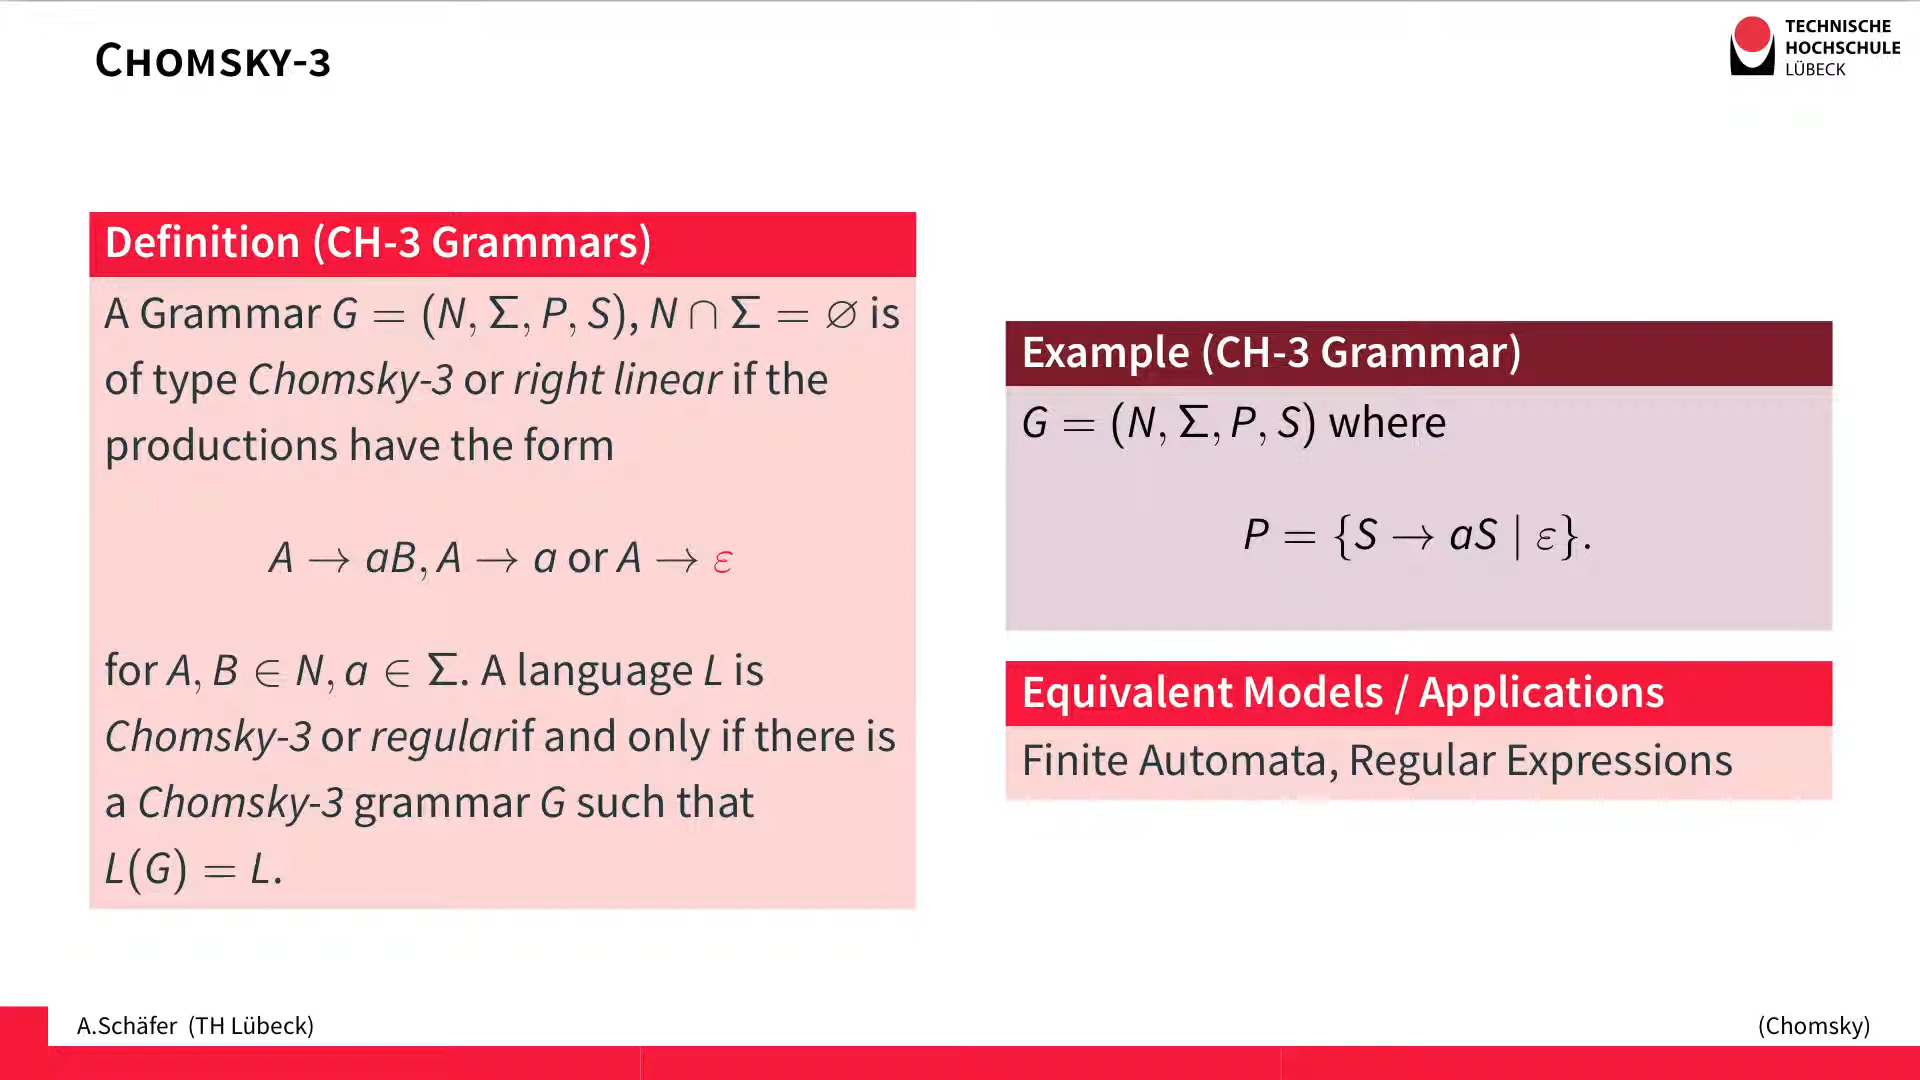 CHOMSKY-3
TECHNISCHE
HOCHSCHULE
LÜBECK
Definition (CH-3 Grammars)
A Grammar G = (N, Σ, P, S), N ∩ Σ = ∅ is
of type Chomsky-3 or right linear if the
productions have the form
A → aB, A → a or A → ε
for A, B ∈ N, a ∈ Σ. A language L is
Chomsky-3 or regularif and only if there is
a Chomsky-3 grammar G such that
L(G) = L.
Example (CH-3 Grammar)
G = (N, Σ, P, S) where
P = {S → aS | ε}.
Equivalent Models / Applications
Finite Automata, Regular Expressions
A.Schäfer (TH Lübeck)
(Chomsky)